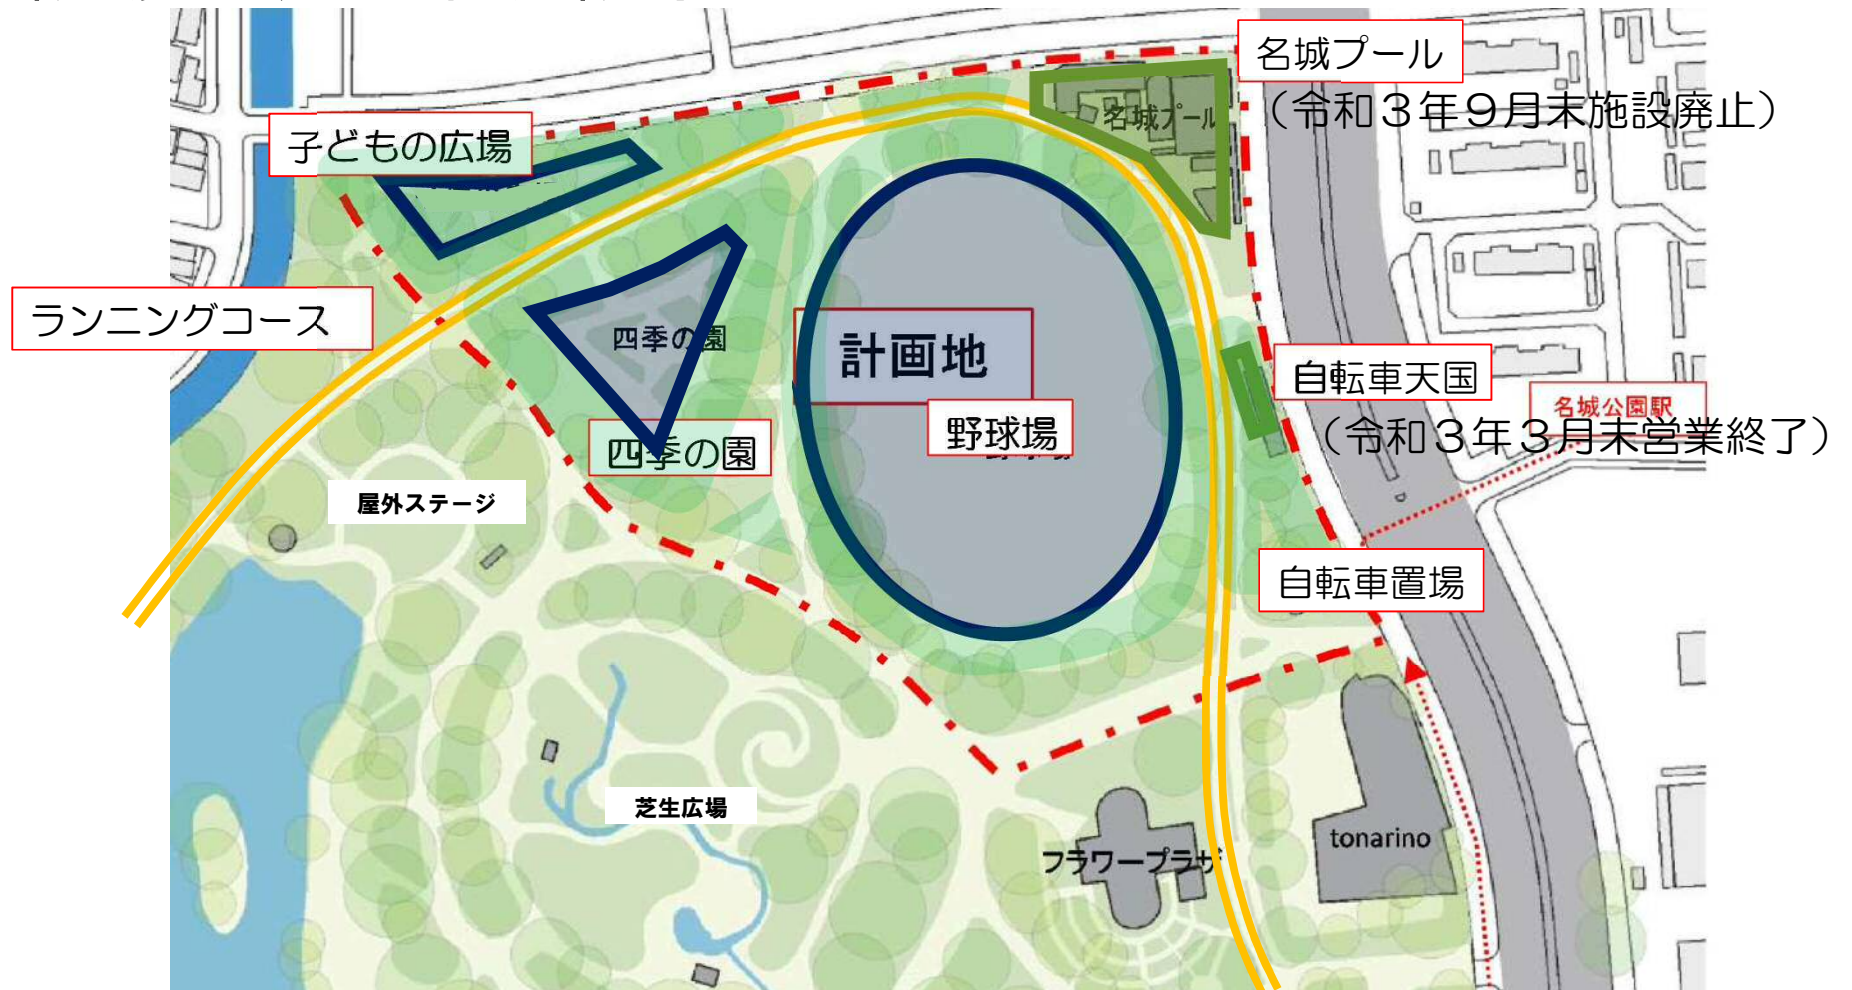 名城プール
（令和３年９月末施設廃止）
名城プール
子どもの広場
ランニングコース
四季の園
計画地
自転車天国
名城公園駅
（令和３年３月末営業終了）
野球場
四季の園
屋外ステージ
自転車置場
芝生広場
フラワープラザ
tonarino